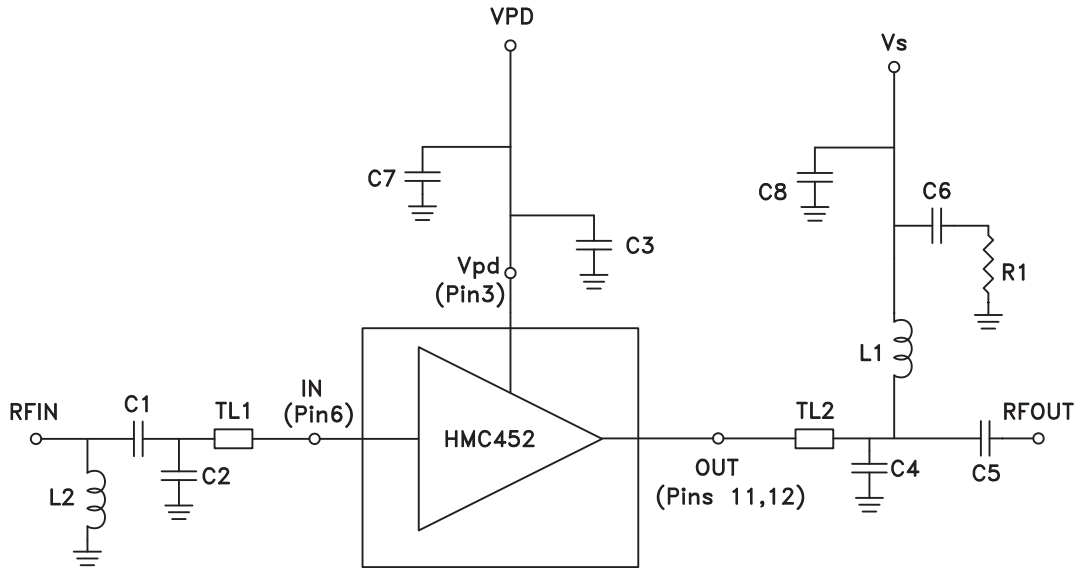 VPD
Vs
C7
C8
C6
C3
Vpd
(Pin3)
R1
L1
IN
(Pin6)
RFIN
C1
TL1
HMC452
TL2
RFOUT
L2
C2
OUT
(Pins 11,12)
C4
C5